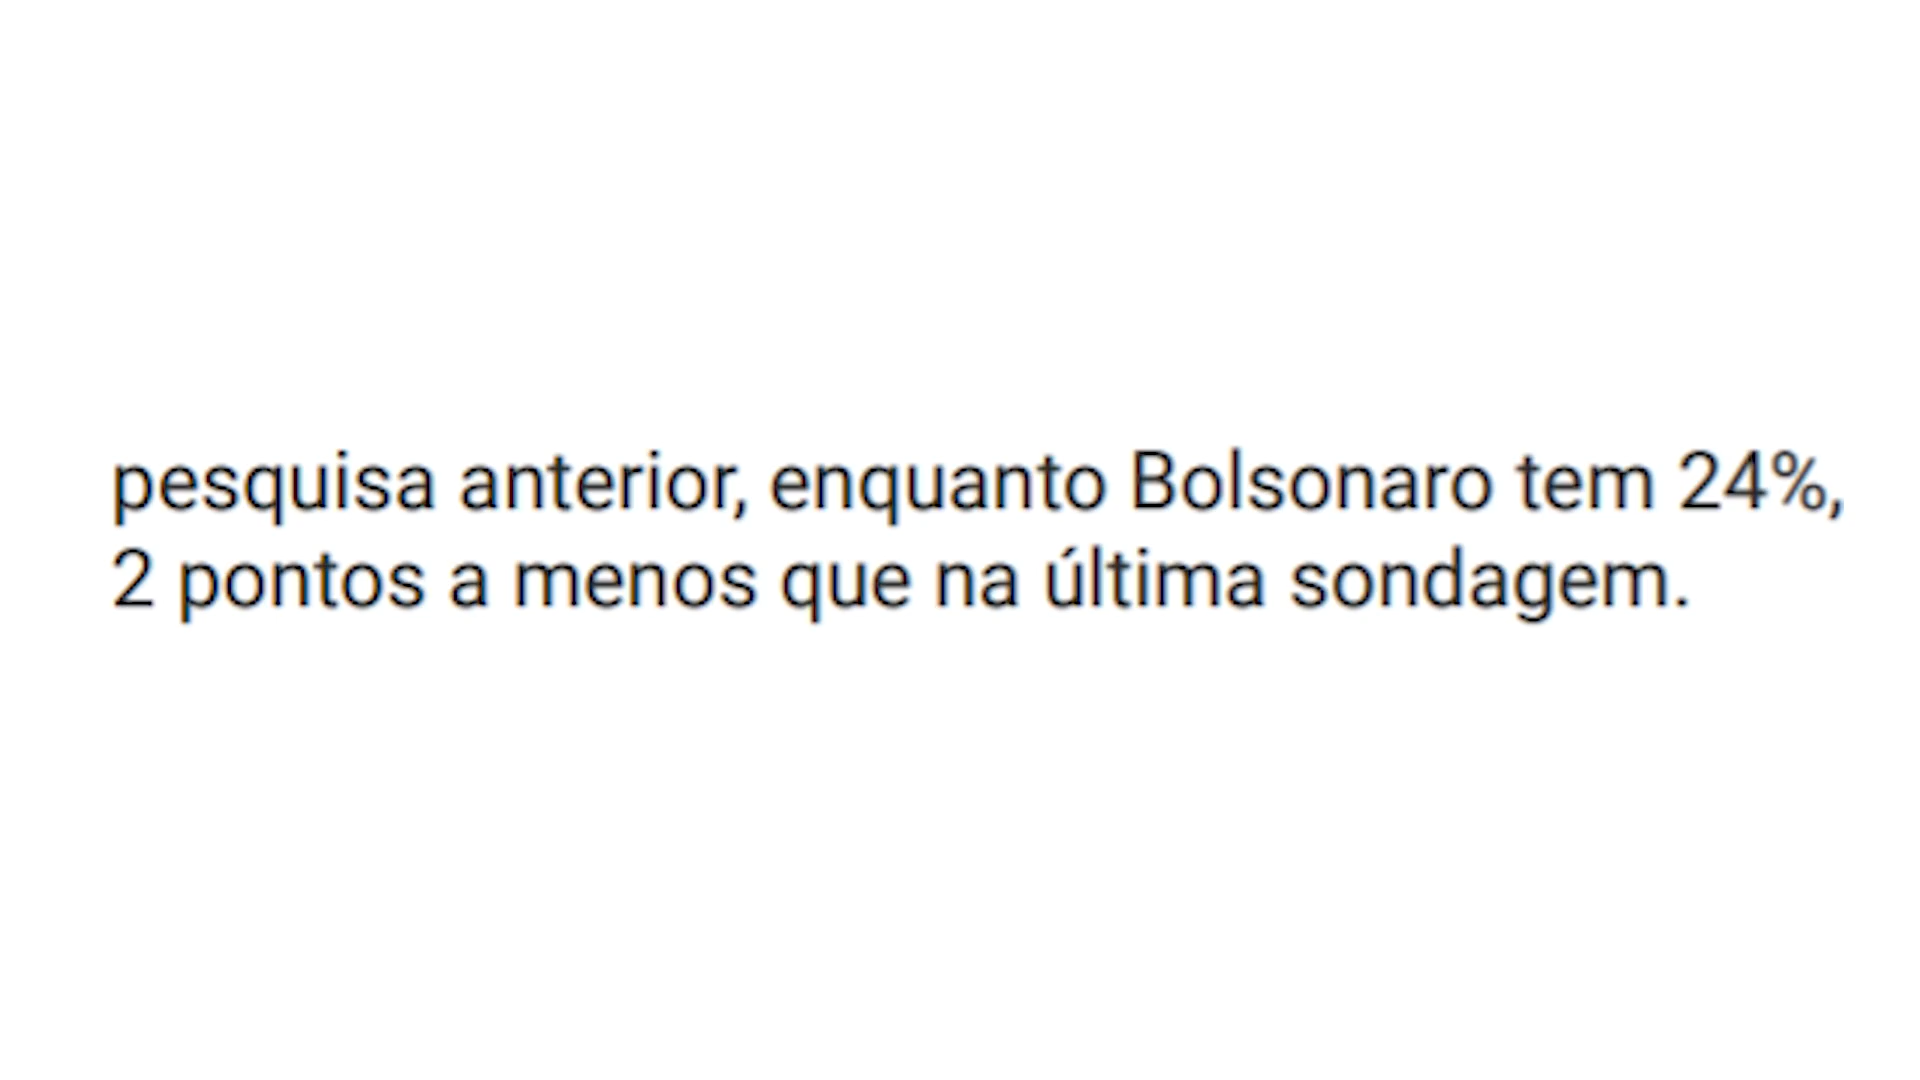 pesquisa anterior, enquanto Bolsonaro tem 24%,
2 pontos a menos que na última sondagem.